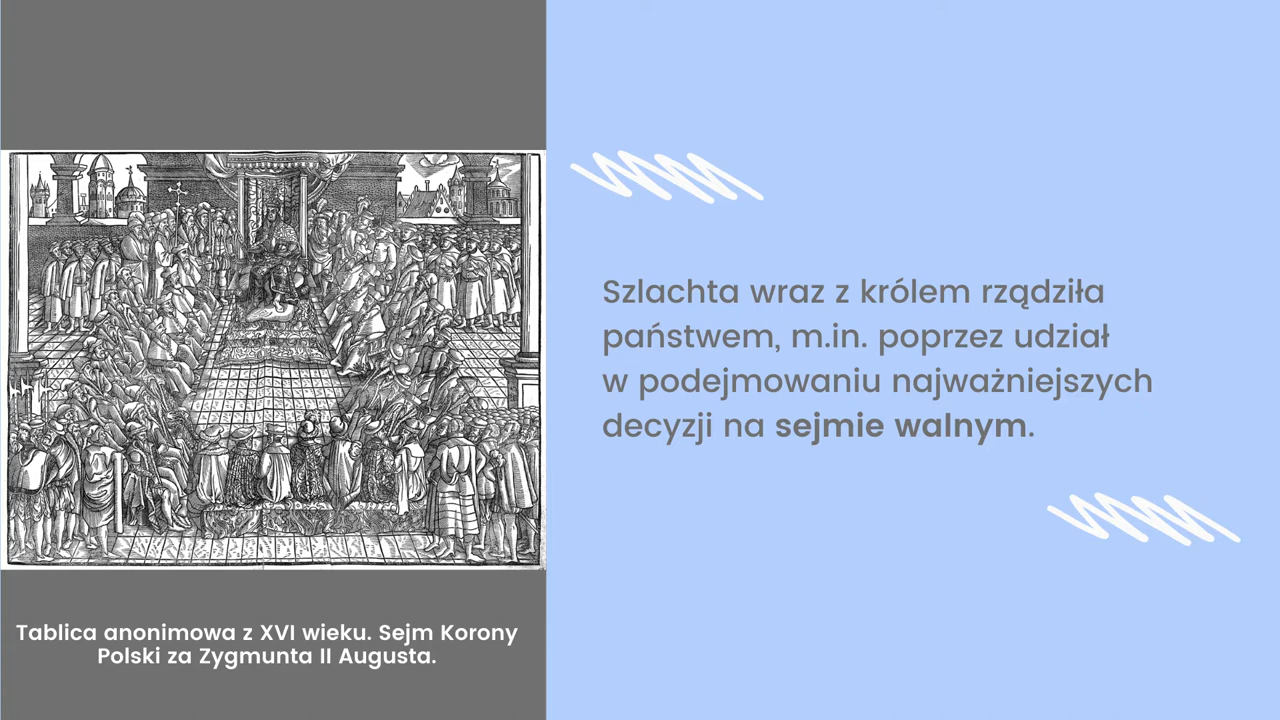 Szlachta wraz z królem rządziła
państwem, m.in. poprzez udział
w podejmowaniu najważniejszych
decyzji na sejmie walnym.
Tablica anonimowa z XVI wieku. Sejm Korony
Polski za Zygmunta II Augusta.